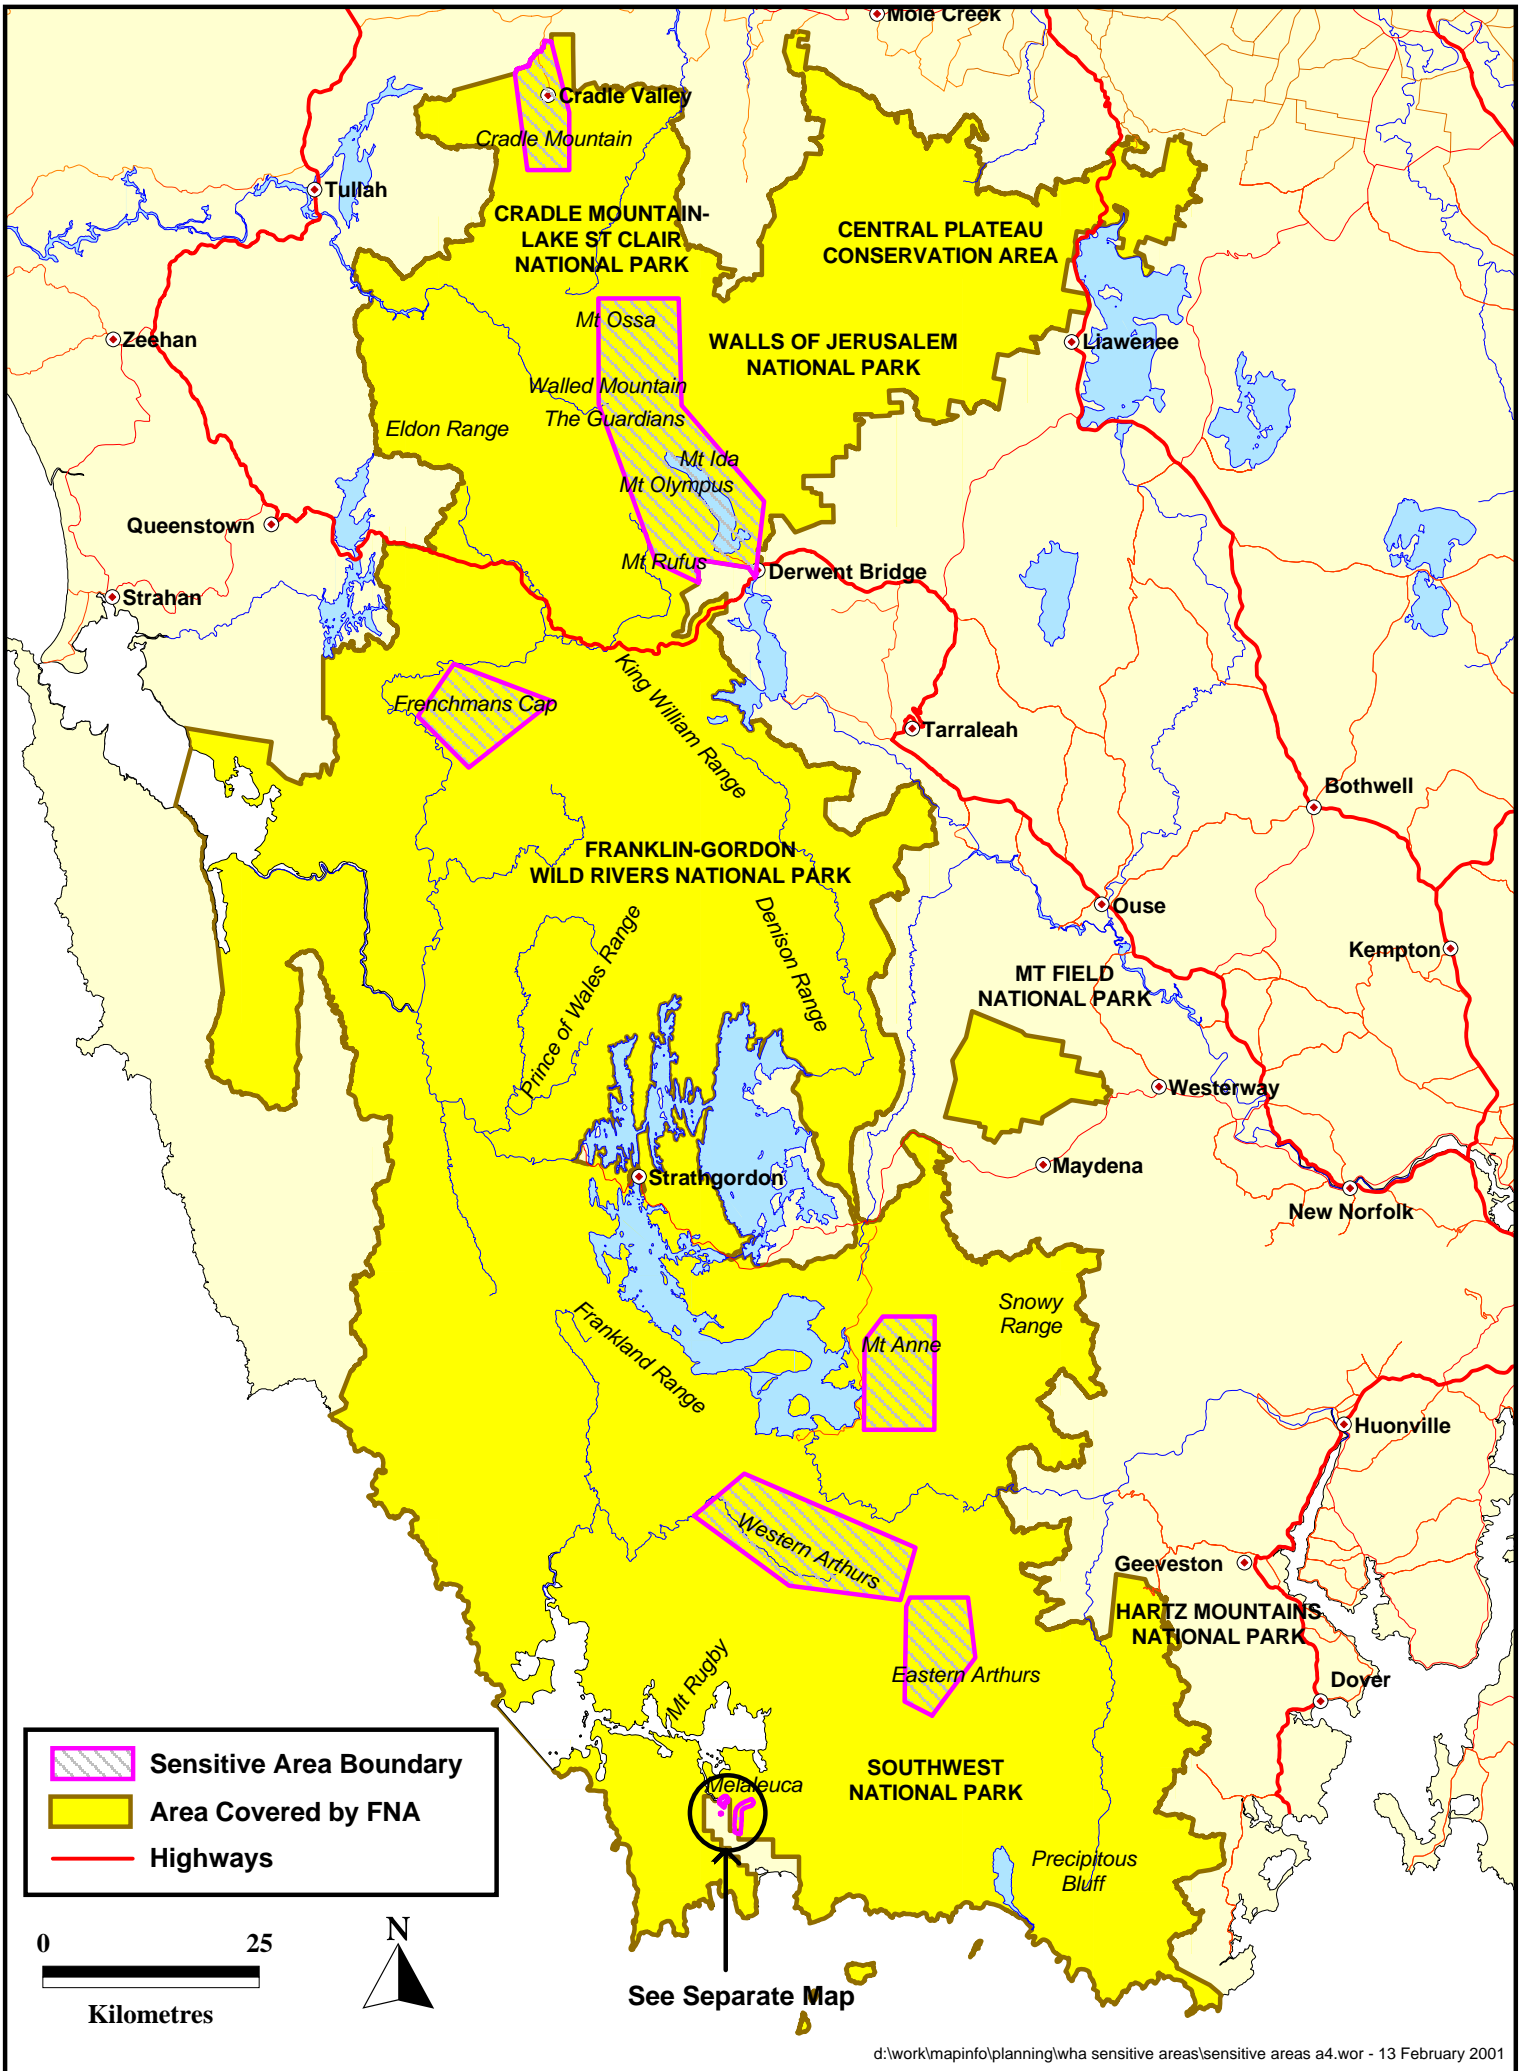 Mole Creek
Cradle Valley
Cradle Mountain
Tullah
CRADLE MOUNTAIN-
LAKE ST CLAIR
NATIONAL PARK
CENTRAL PLATEAU
CONSERVATION AREA
Mt Ossa
Zeehan
WALLS OF JERUSALEM
NATIONAL PARK
Liawenee
Walled Mountain
The Guardians
Eldon Range
Mt Ida
Mt Olympus
Queenstown
Mt Rufus
Derwent Bridge
Strahan
King William Range
Frenchmans Cap
Tarraleah
Bothwell
FRANKLIN-GORDON
WILD RIVERS NATIONAL PARK
Ouse
Prince of Wales Range
Denison Range
Kempton
MT FIELD
NATIONAL PARK
Westerway
Maydena
Strathgordon
New Norfolk
Snowy
Range
Frankland Range
Mt Anne
Huonville
Western Arthurs
Geeveston
HARTZ MOUNTAINS
NATIONAL PARK
Eastern Arthurs
Mt Rugby
Dover
Sensitive Area Boundary
Area Covered by FNA
Highways
SOUTHWEST
NATIONAL PARK
Melaleuca
Precipitous
Bluff
0 25
Kilometres
N
See Separate Map
d:\work\mapinfo\planning\wha sensitive areas\sensitive areas a4.wor - 13 February 2001